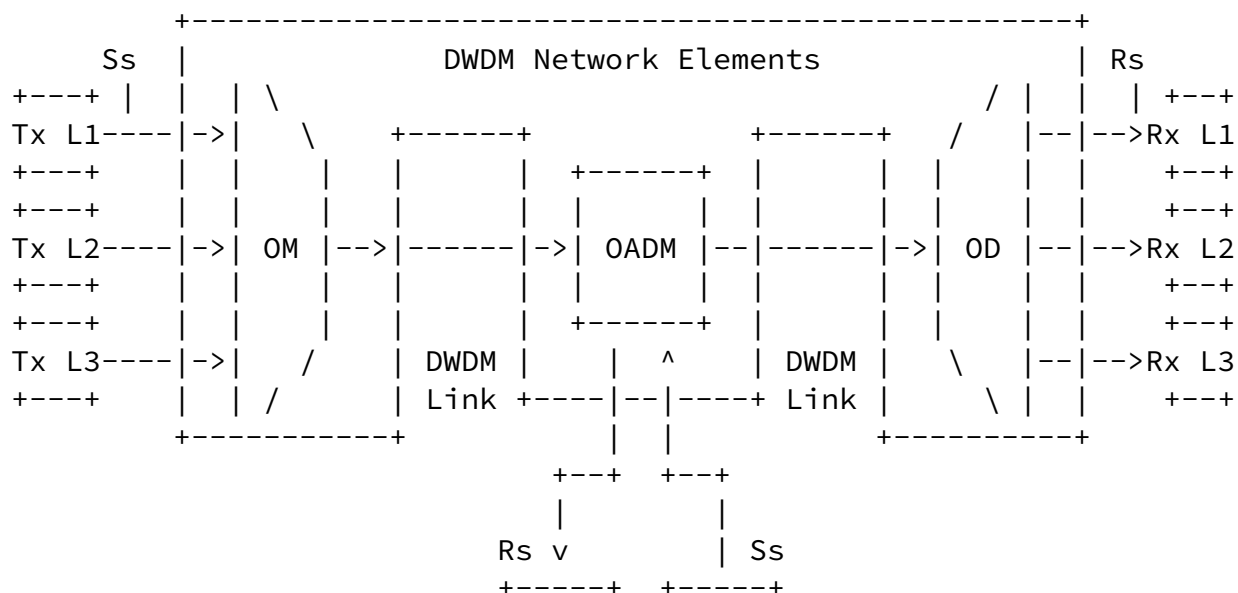 Ss DWDM Network Elements Rs
Tx L1 Rx L1
Tx L2 OM OADM OD Rx L2
Tx L3 DWDM DWDM Rx L3
Link Link
Rs v Ss